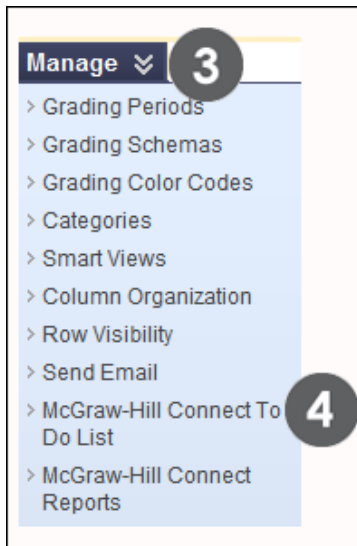 Manage 3
Grading Periods
Grading Schemas
Grading Color Codes
Categories
Smart Views
Column Organization
Row Visibility
Send Email
McGraw-Hill Connect To 4
Do List
McGraw-Hill Connect
Reports